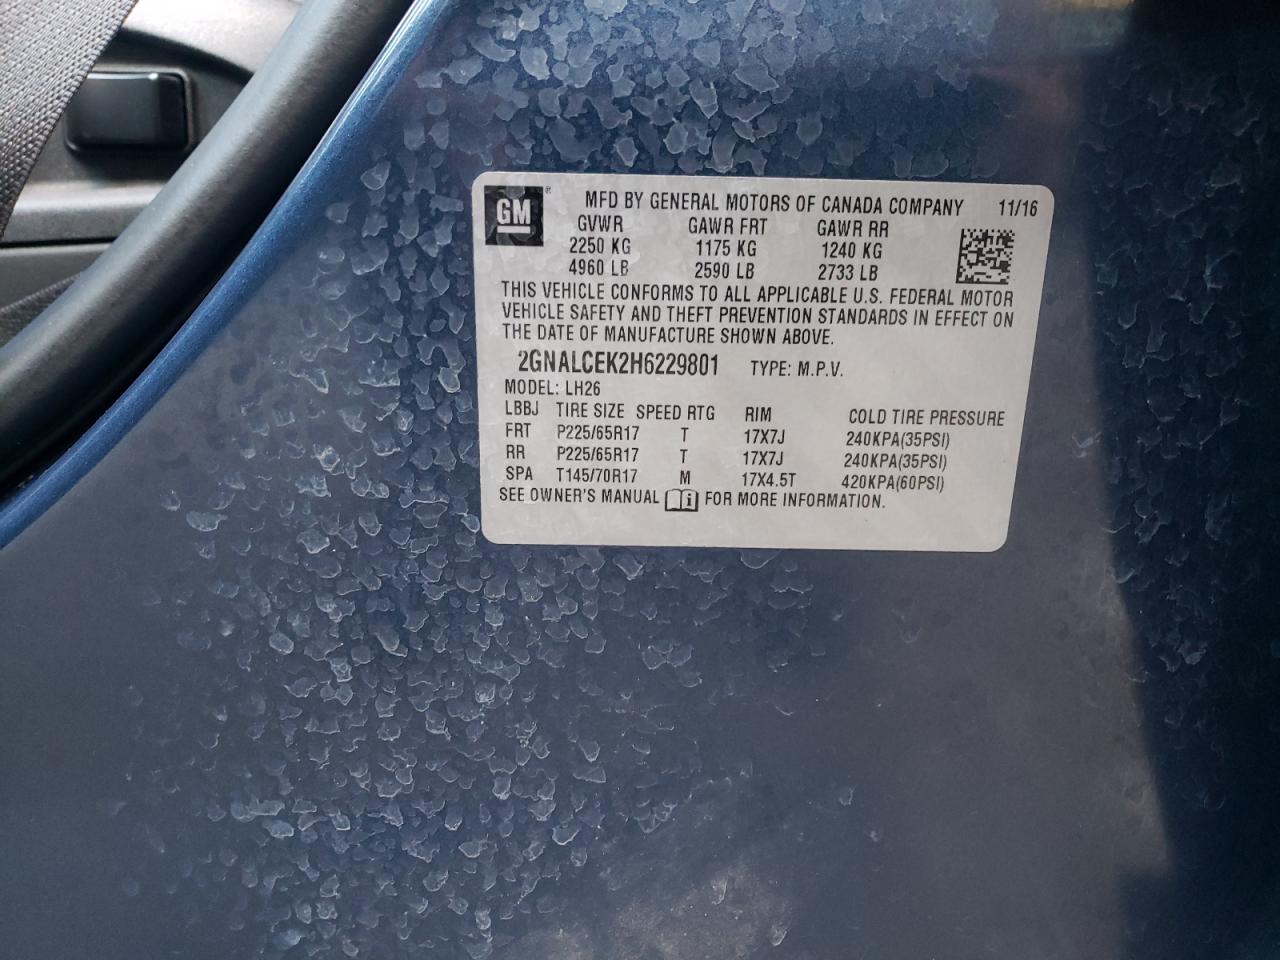 GM ® MFD BY GENERAL MOTORS OF CANADA COMPANY 11/16
GVWR GAWR FRT GAWR RR
2250 KG 1175 KG 1240 KG
4960 LB 2590 LB 2733 LB
THIS VEHICLE CONFORMS TO ALL APPLICABLE U.S. FEDERAL MOTOR
VEHICLE SAFETY AND THEFT PREVENTION STANDARDS IN EFFECT ON
THE DATE OF MANUFACTURE SHOWN ABOVE.
2GNALCEK2H6229801 TYPE: M.P.V.
MODEL: LH26
LBBJ TIRE SIZE SPEED RTG RIM COLD TIRE PRESSURE
FRT P225/65R17 T 17X7J 240KPA(35PSI)
RR P225/65R17 T 17X7J 240KPA(35PSI)
SPA T145/70R17 M 17X4.5T 420KPA(60PSI)
SEE OWNER'S MANUAL i FOR MORE INFORMATION.